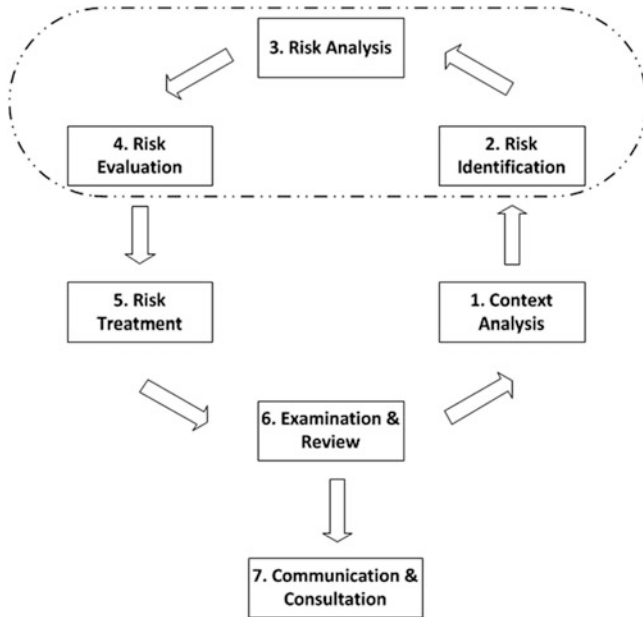 3. Risk Analysis
4. Risk
Evaluation
2. Risk
Identification
5. Risk
Treatment
1. Context
Analysis
6. Examination &
Review
7. Communication &
Consultation